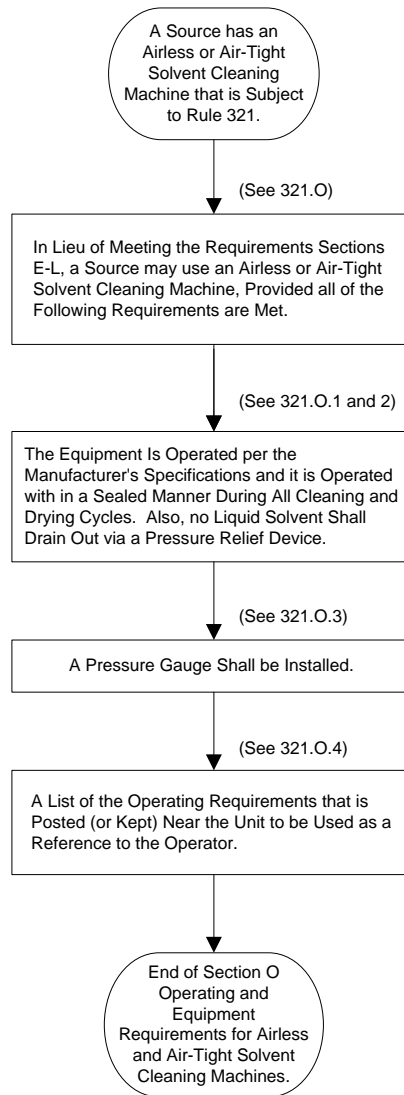 A Source has an
Airless or Air-Tight
Solvent Cleaning
Machine that is Subject
to Rule 321.
(See 321.O)
In Lieu of Meeting the Requirements Sections
E-L, a Source may use an Airless or Air-Tight
Solvent Cleaning Machine, Provided all of the
Following Requirements are Met.
(See 321.O.1 and 2)
The Equipment Is Operated per the
Manufacturer's Specifications and it is Operated
with in a Sealed Manner During All Cleaning and
Drying Cycles.  Also, no Liquid Solvent Shall
Drain Out via a Pressure Relief Device.
(See 321.O.3)
A Pressure Gauge Shall be Installed.
(See 321.O.4)
A List of the Operating Requirements that is
Posted (or Kept) Near the Unit to be Used as a
Reference to the Operator.
End of Section O
Operating and
Equipment
Requirements for Airless
and Air-Tight Solvent
Cleaning Machines.